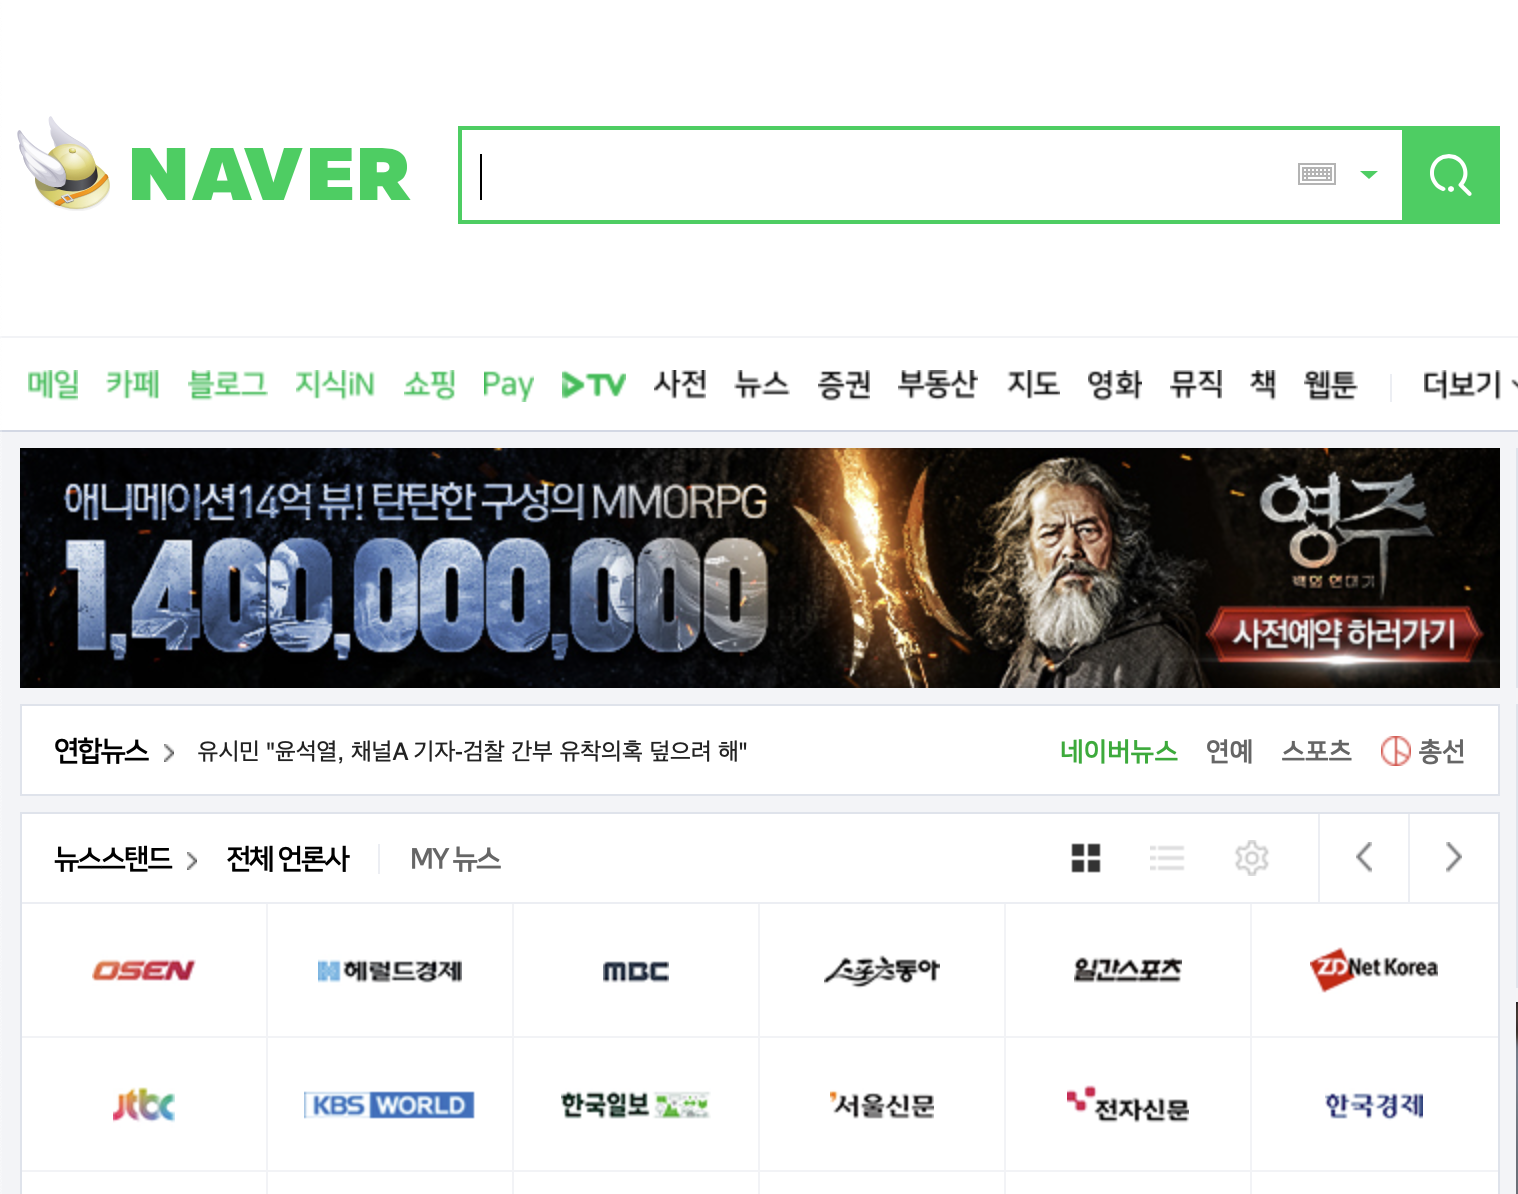 NAVER
메일 카페 블로그 지식iN 쇼핑 Pay TV 사전 뉴스 증권 부동산 지도 영화 뮤직 책 웹툰 더보기
애니메이션14억 뷰! 탄탄한 구성의 MMORPG
1,400,000,000
영주
백의 연대기
사전예약 하러가기
연합뉴스 유시민 "윤석열, 채널A 기자-검찰 간부 유착의혹 덮으려 해" 네이버뉴스 연예 스포츠 총선
뉴스스탠드 전체 언론사 MY 뉴스
OSEN 헤럴드경제 MBC 스포츠동아 일간스포츠 ZDNet Korea
jtbc KBS WORLD 한국일보 서울신문 전자신문 한국경제